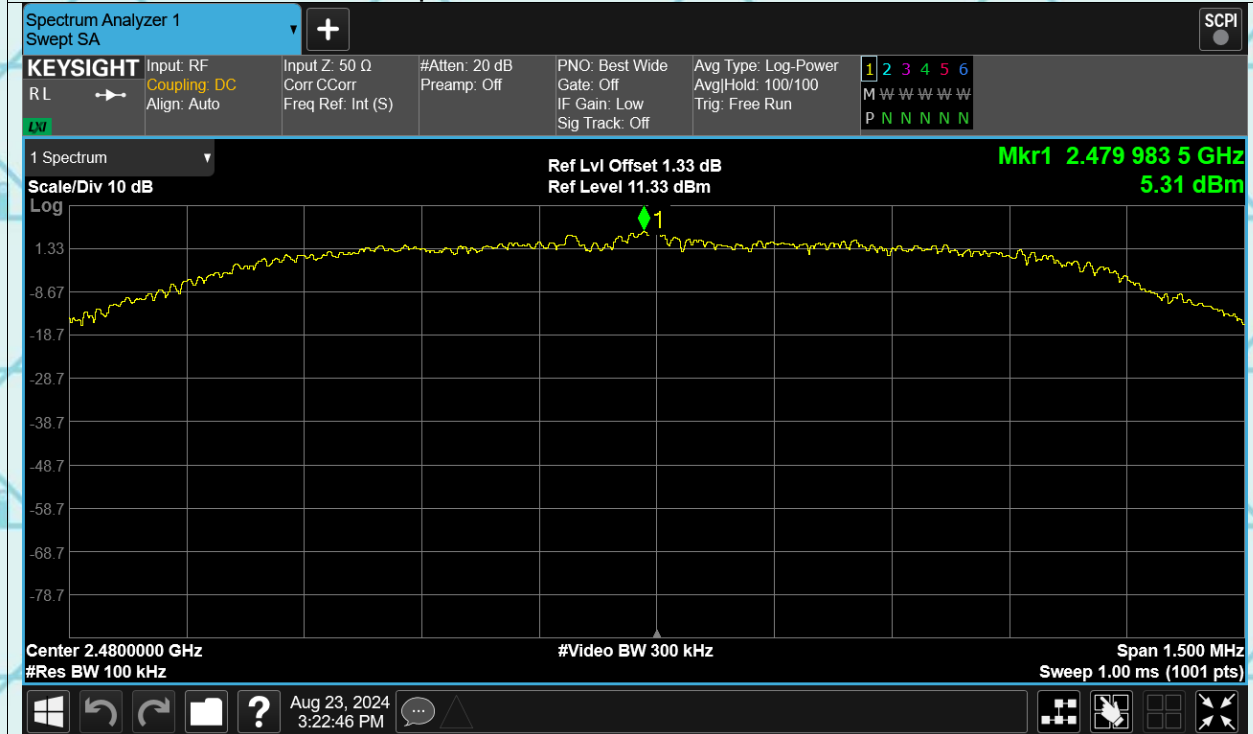 Spectrum Analyzer 1
Swept SA
+
SCPI
KEYSIGHT
RL
LXI
Input: RF
Coupling: DC
Align: Auto
Input Z: 50 Ω
Corr CCorr
Freq Ref: Int (S)
#Atten: 20 dB
Preamp: Off
PNO: Best Wide
Gate: Off
IF Gain: Low
Sig Track: Off
Avg Type: Log-Power
Avg|Hold: 100/100
Trig: Free Run
1 2 3 4 5 6
M W W W W W
P N N N N N
1 Spectrum
Scale/Div 10 dB
Log
Ref Lvl Offset 1.33 dB
Ref Level 11.33 dBm
Mkr1 2.479 983 5 GHz
5.31 dBm
1
1.33
-8.67
-18.7
-28.7
-38.7
-48.7
-58.7
-68.7
-78.7
Center 2.4800000 GHz
#Res BW 100 kHz
#Video BW 300 kHz
Span 1.500 MHz
Sweep 1.00 ms (1001 pts)
?
Aug 23, 2024
3:22:46 PM